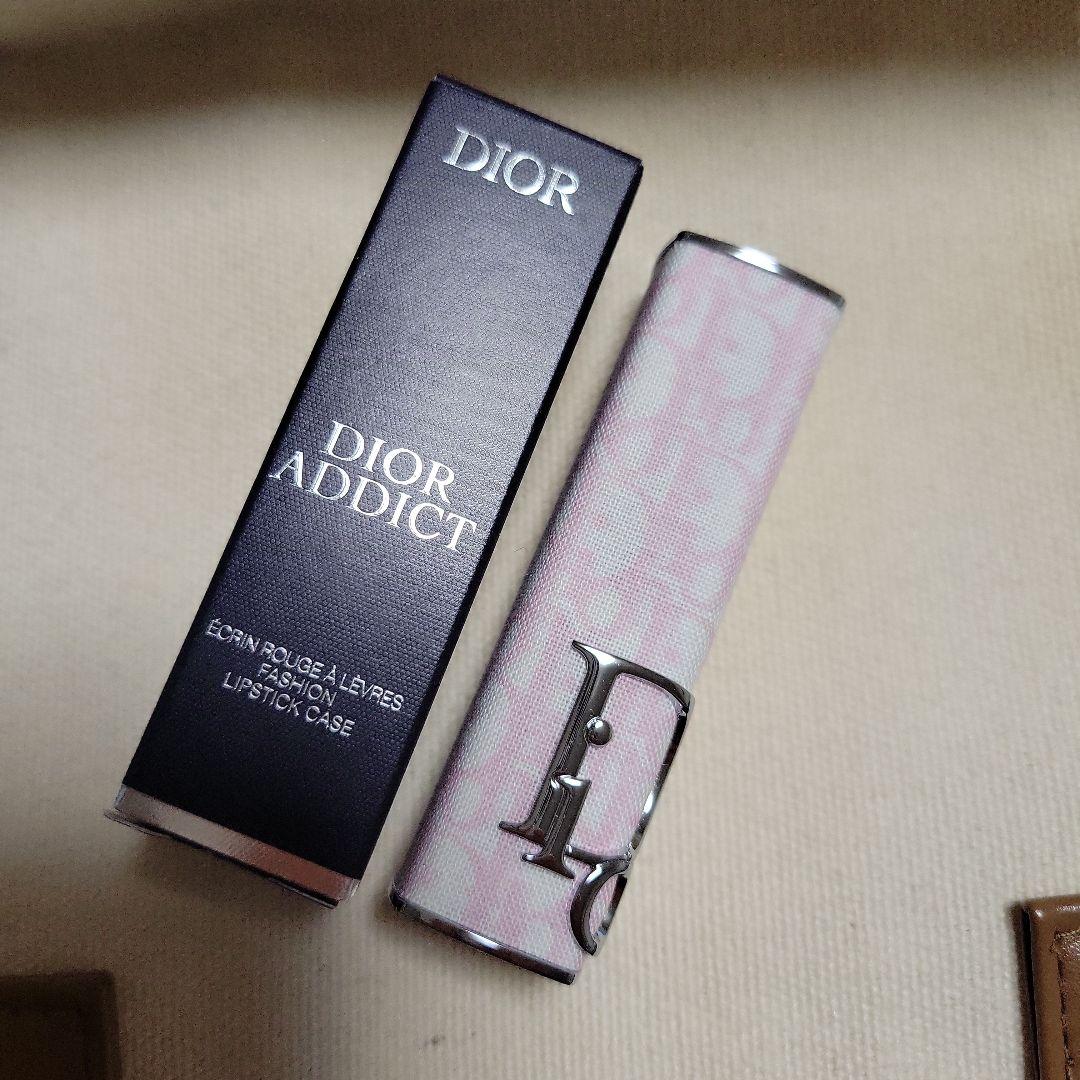 DIOR
DIOR
ADDICT
ÉCRIN ROUGE À LÈVRES
FASHION
LIPSTICK CASE